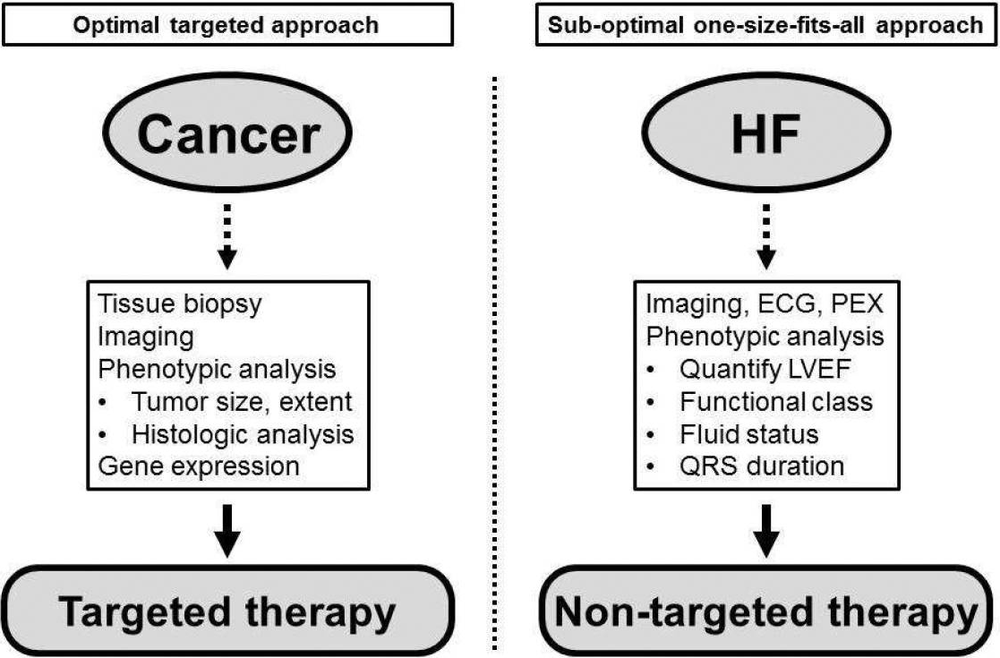 Optimal targeted approach
Cancer
Tissue biopsy
Imaging
Phenotypic analysis
• Tumor size, extent
• Histologic analysis
Gene expression
Targeted therapy
Sub-optimal one-size-fits-all approach
HF
Imaging, ECG, PEX
Phenotypic analysis
• Quantify LVEF
• Functional class
• Fluid status
• QRS duration
Non-targeted therapy